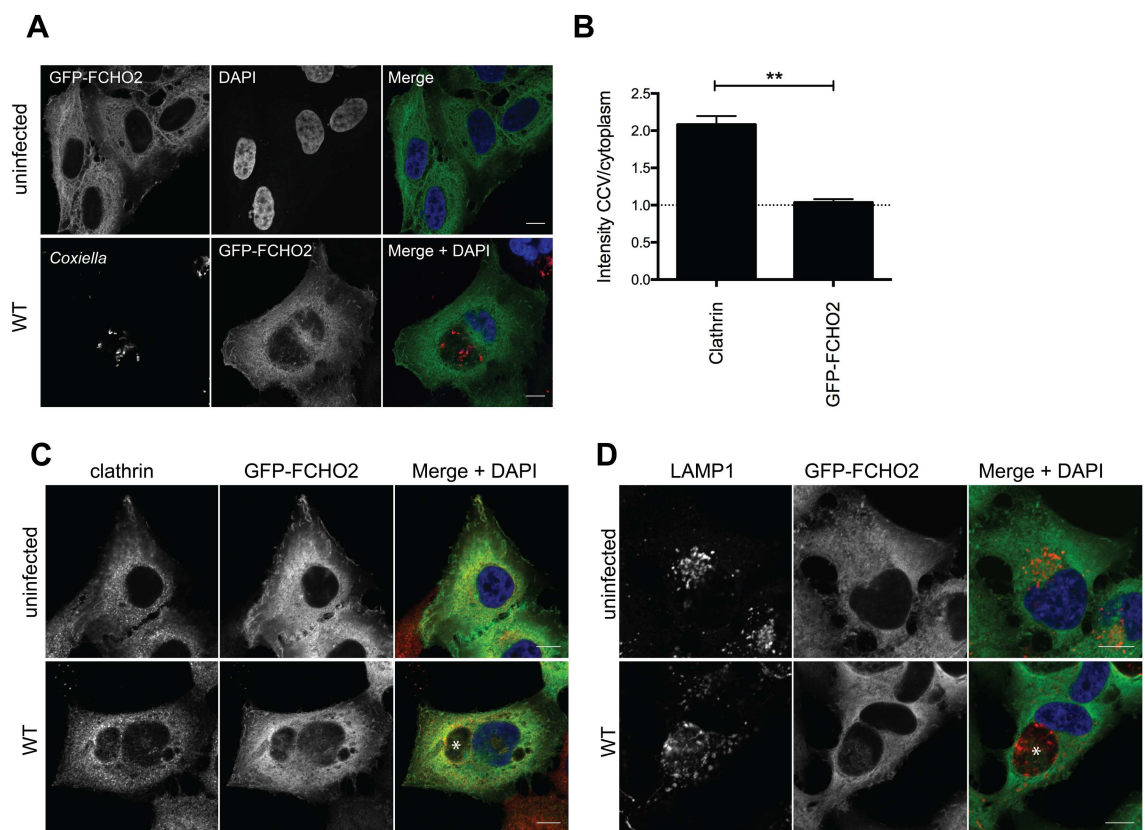 A
GFP-FCHO2 DAPI Merge
uninfected
Coxiella GFP-FCHO2 Merge + DAPI
WT
B
**
2.5
2.0
1.5
1.0
0.5
0.0
Intensity CCV/cytoplasm
Clathrin
GFP-FCHO2
C
clathrin GFP-FCHO2 Merge + DAPI
uninfected
WT
*
D
LAMP1 GFP-FCHO2 Merge + DAPI
uninfected
WT
*